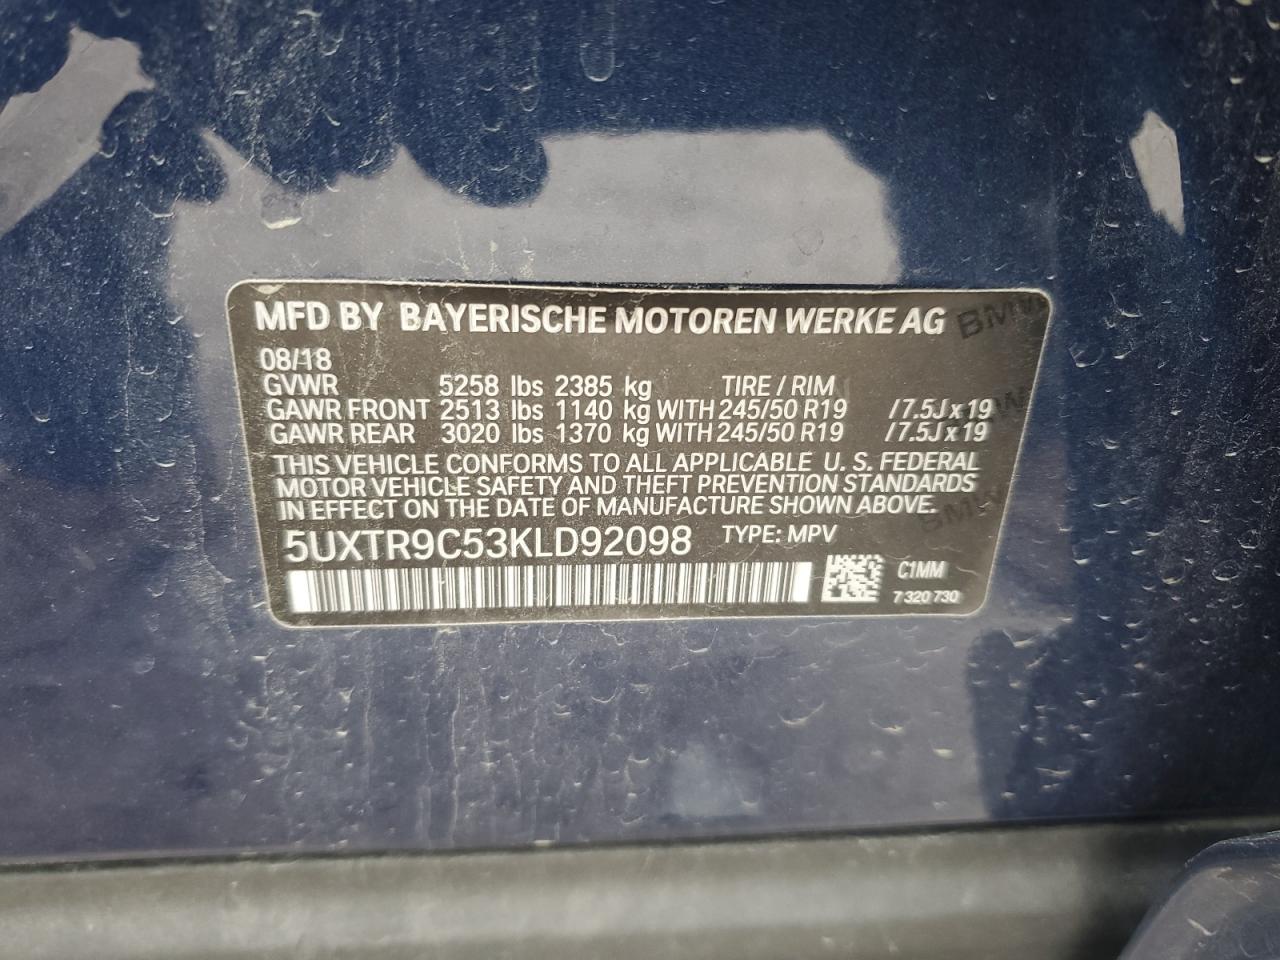 MFD BY BAYERISCHE MOTOREN WERKE AG
08/18
GVWR 5258 lbs 2385 kg TIRE / RIM
GAWR FRONT 2513 lbs 1140 kg WITH 245/50 R19 / 7.5J x 19
GAWR REAR 3020 lbs 1370 kg WITH 245/50 R19 / 7.5J x 19
THIS VEHICLE CONFORMS TO ALL APPLICABLE U. S. FEDERAL
MOTOR VEHICLE SAFETY AND THEFT PREVENTION STANDARDS
IN EFFECT ON THE DATE OF MANUFACTURE SHOWN ABOVE.
5UXTR9C53KLD92098 TYPE: MPV
C1MM
7 320 730
BMW
BMW